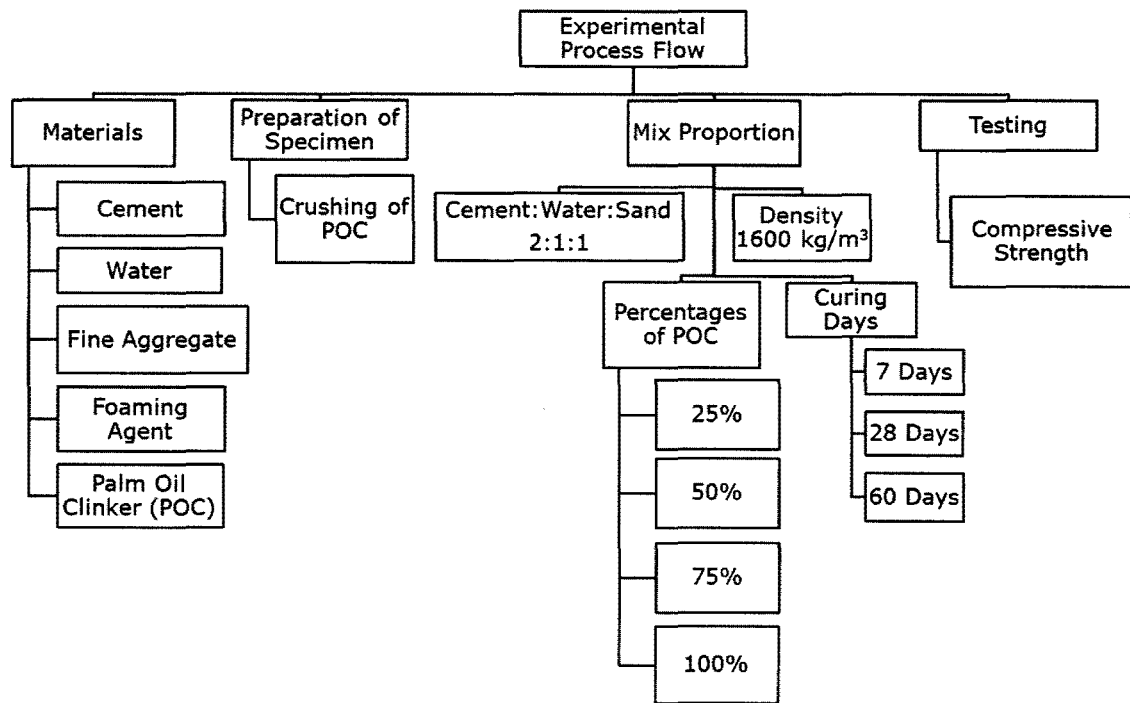 Experimental
Process Flow
Materials
Preparation of
Specimen
Mix Proportion
Testing
Cement
Water
Fine Aggregate
Foaming
Agent
Palm Oil
Clinker (POC)
Crushing of
POC
Cement:Water:Sand
2:1:1
Density
1600 kg/m³
Percentages
of POC
25%
50%
75%
100%
Curing
Days
7 Days
28 Days
60 Days
Compressive
Strength